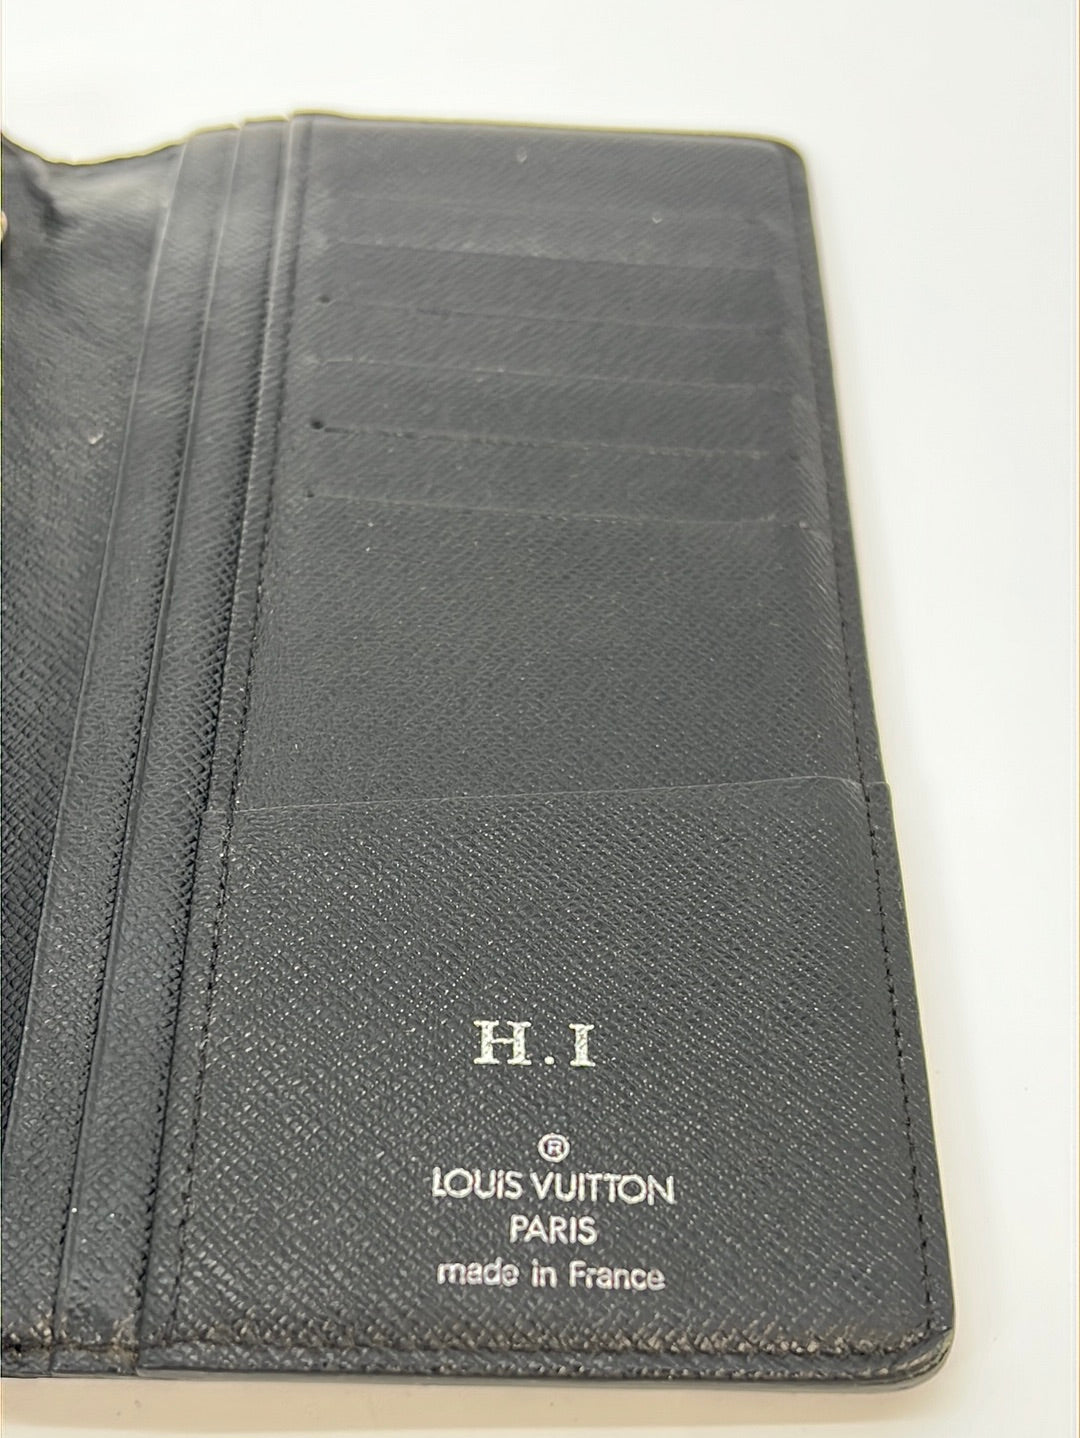 H.I
®
LOUIS VUITTON
PARIS
made in France